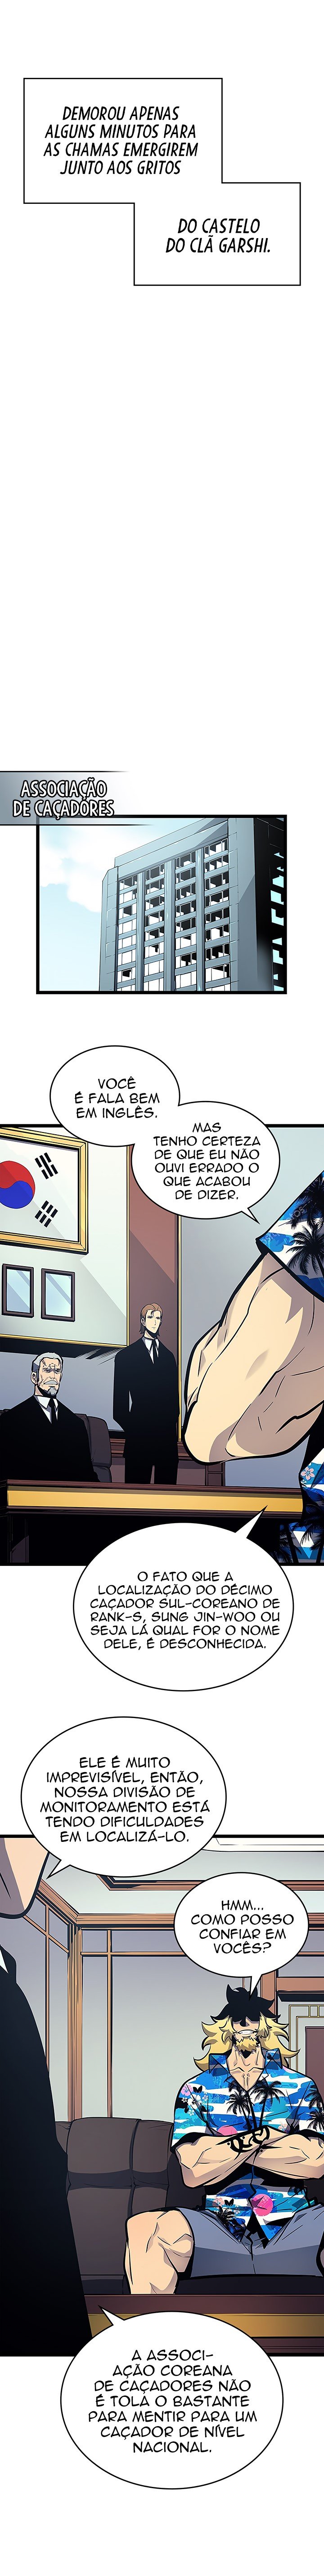 DEMOROU APENAS
ALGUNS MINUTOS PARA
AS CHAMAS EMERGIREM
JUNTO AOS GRITOS
DO CASTELO
DO CLÃ GARSHI.
ASSOCIAÇÃO
DE CAÇADORES
VOCÊ
É FALA BEM
EM INGLÊS.
MAS
TENHO CERTEZA
DE QUE EU NÃO
OUVI ERRADO O
QUE ACABOU
DE DIZER.
O FATO QUE A
LOCALIZAÇÃO DO DÉCIMO
CAÇADOR SUL-COREANO DE
RANK-S, SUNG JIN-WOO OU
SEJA LÁ QUAL FOR O NOME
DELE, É DESCONHECIDA.
ELE É MUITO
IMPREVISÍVEL, ENTÃO,
NOSSA DIVISÃO DE
MONITORAMENTO ESTÁ
TENDO DIFICULDADES
EM LOCALIZÁ-LO.
HMM...
COMO POSSO
CONFIAR EM
VOCÊS?
A ASSOCI-
AÇÃO COREANA
DE CAÇADORES NÃO
É TOLA O BASTANTE
PARA MENTIR PARA UM
CAÇADOR DE NÍVEL
NACIONAL.